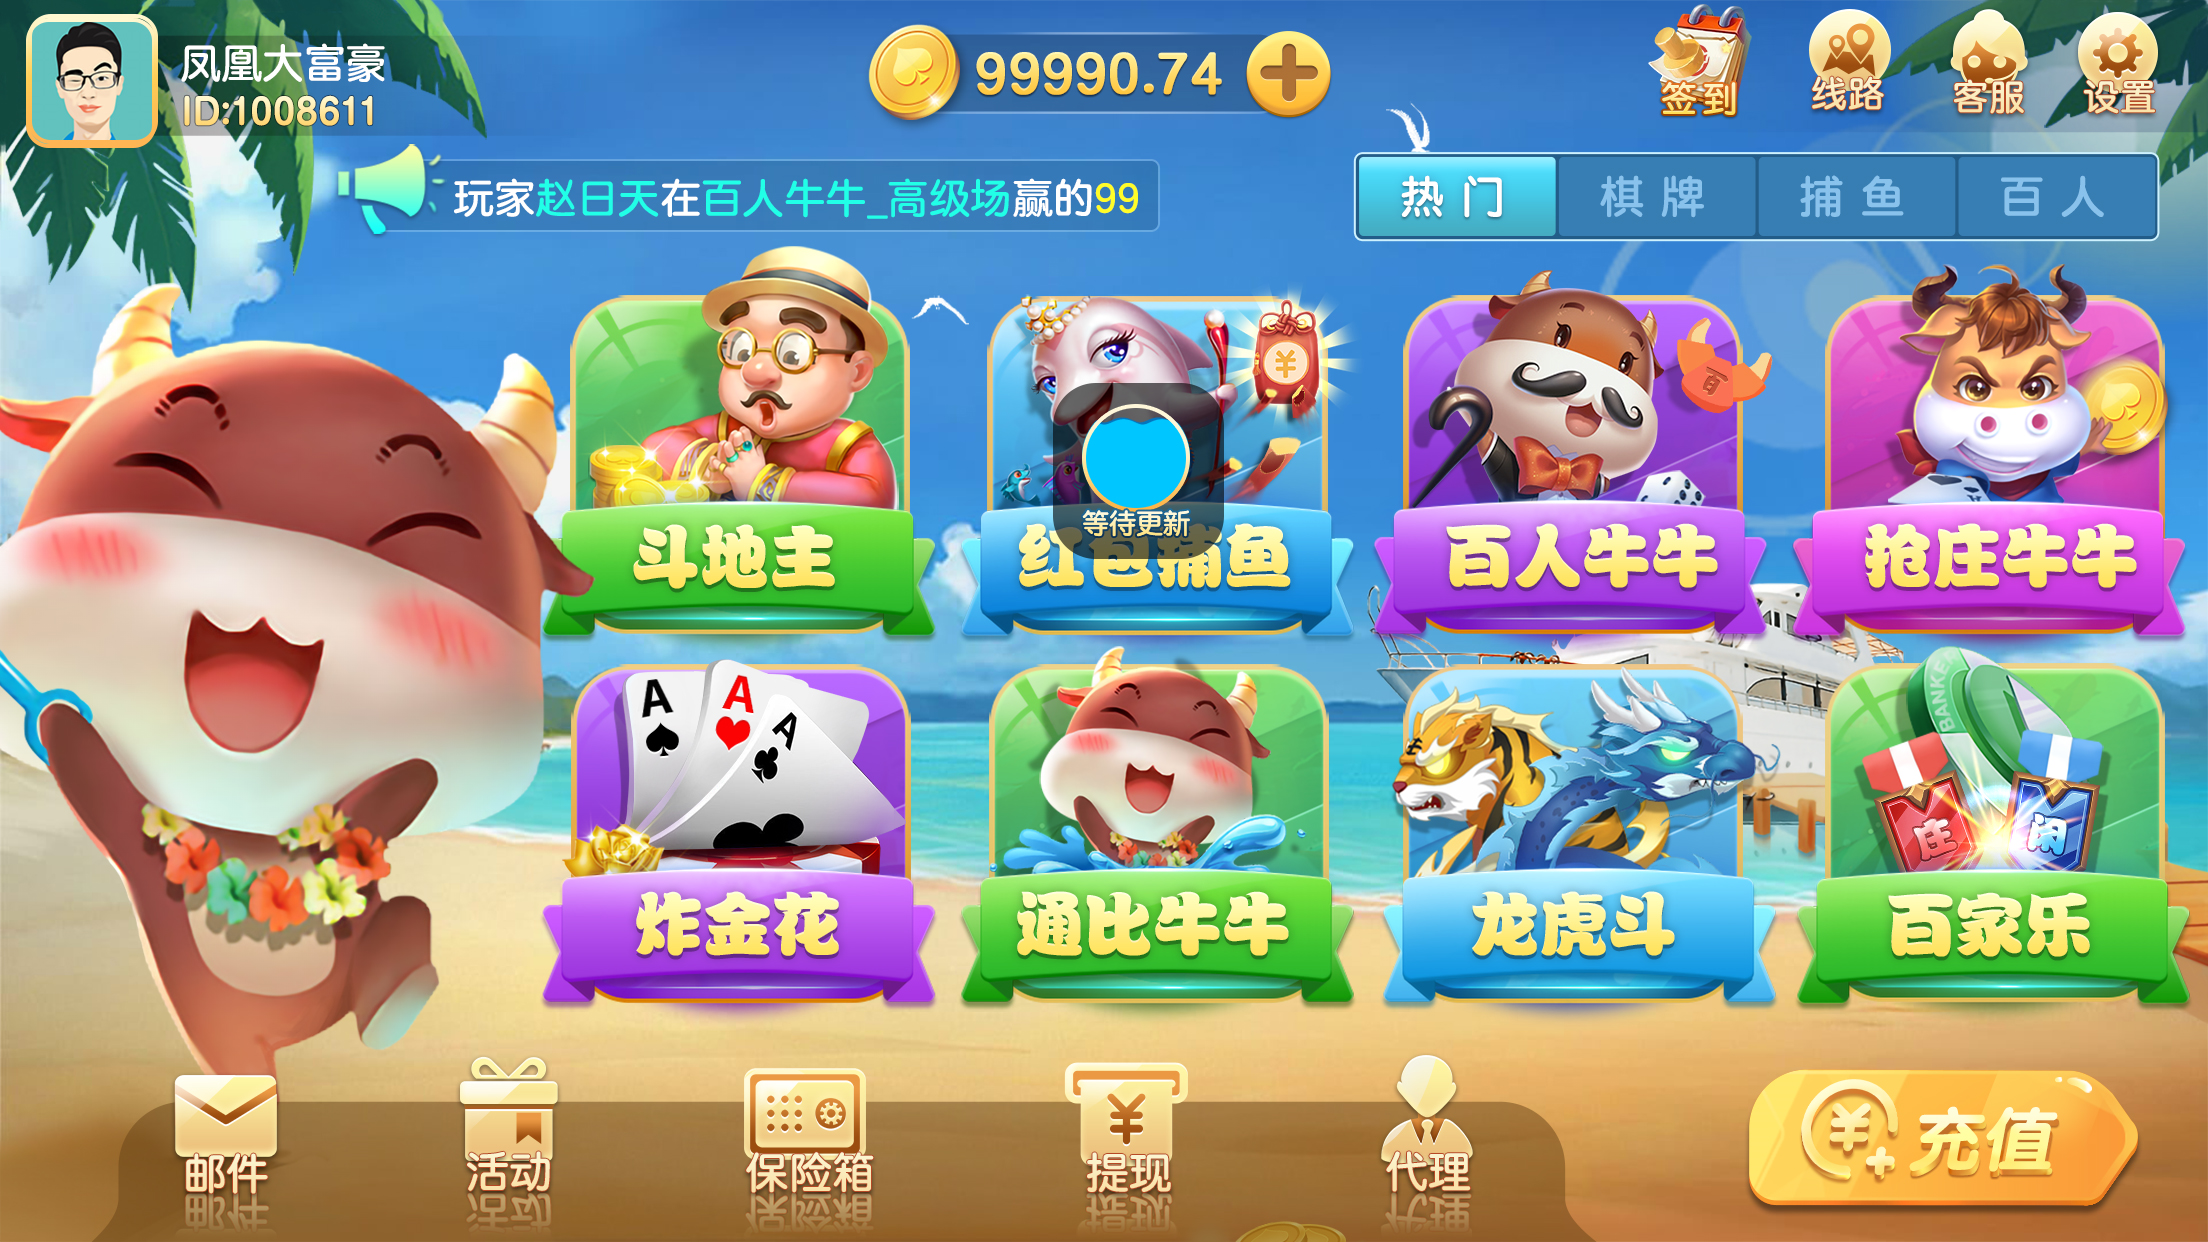 凤凰大富豪
ID:1008611
99990.74
签到
线路
客服
设置
玩家赵日天在百人牛牛_高级场赢的99
热门
棋牌
捕鱼
百人
¥
百
斗地主
等待更新
红包捕鱼
百人牛牛
抢庄牛牛
A
A
A
BANKE
庄
闲
炸金花
通比牛牛
龙虎斗
百家乐
邮件
活动
保险箱
¥
提现
代理
¥
充值